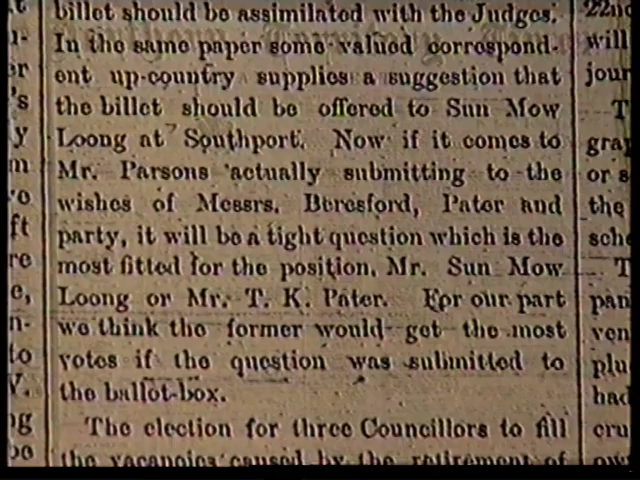 billet should be assimilated with the Judges.
In the same paper some valued correspond-
ent up-country supplies a suggestion that
the billet should be offered to Sun Mow
Loong at Southport. Now if it comes to
Mr. Parsons actually submitting to the
wishes of Messrs. Beresford, Pater and
party, it will be a tight question which is the
most fitted for the position, Mr. Sun Mow
Loong or Mr. T. K. Pater. For our part
we think the former would get the most
votes if the question was submitted to
the ballot-box.
The election for three Councillors to fill
the vacancies caused by the retirement of